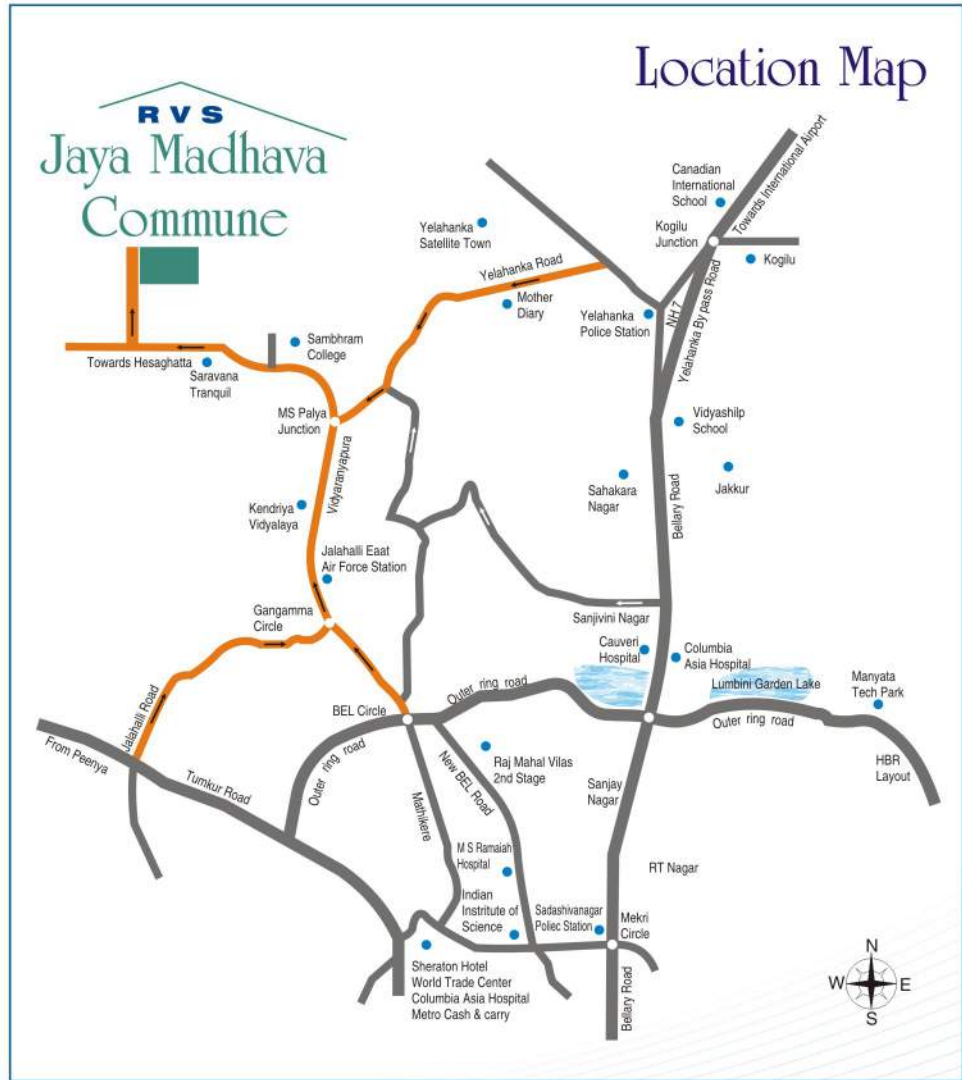 Location Map
R V S
Jaya Madhava
Commune
Canadian
International
School
Towards International Airport
Yelahanka
Satellite Town
Kogilu
Junction
Yelahanka Road
Kogilu
Mother
Diary
Yelahanka
Police Station
NH 7
Yelahanka By pass Road
Sambhram
College
Towards Hesaghatta
Saravana
Tranquil
MS Palya
Junction
Vidyashilp
School
Vidyaranyapura
Bellary Road
Sahakara
Nagar
Jakkur
Kendriya
Vidyalaya
Jalahalli Eaat
Air Force Station
Gangamma
Circle
Sanjivini Nagar
Cauveri
Hospital
Columbia
Asia Hospital
Lumbini Garden Lake
Manyata
Tech Park
Jalahalli Road
BEL Circle
Outer ring road
Outer ring road
From Peenya
Outer ring road
Raj Mahal Vilas
2nd Stage
HBR
Layout
Tumkur Road
New BEL Road
Sanjay
Nagar
Mathikere
M S Ramaiah
Hospital
RT Nagar
Indian
Instritute of
Science
Sadashivanagar
Poliec Station
Mekri
Circle
Sheraton Hotel
World Trade Center
Columbia Asia Hospital
Metro Cash & carry
Bellary Road
N
W
E
S